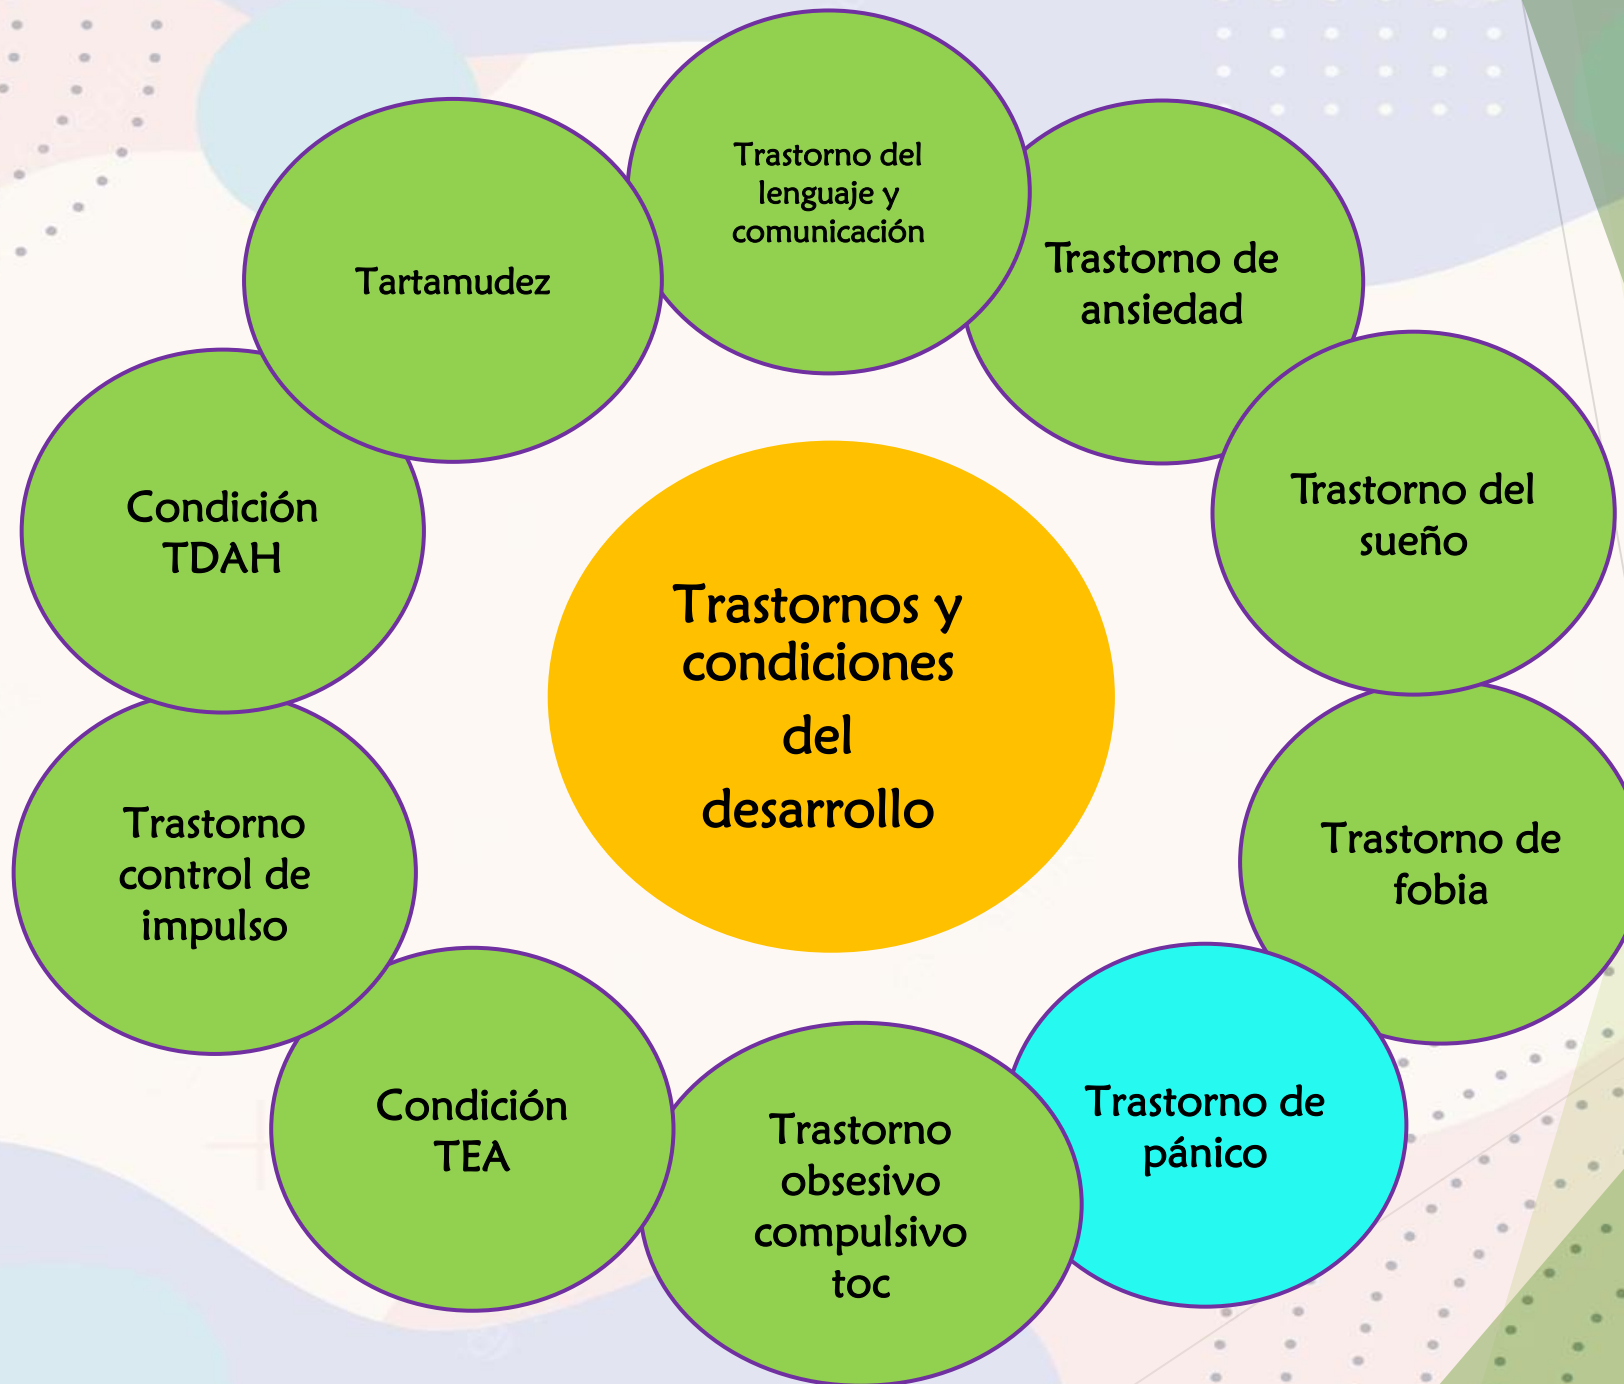 Trastorno del
lenguaje y
comunicación
Trastorno de
ansiedad
Trastorno del
sueño
Trastorno de
fobia
Trastorno de
pánico
Trastorno
obsesivo
compulsivo
toc
Condición
TEA
Trastorno
control de
impulso
Condición
TDAH
Tartamudez
Trastornos y
condiciones
del
desarrollo